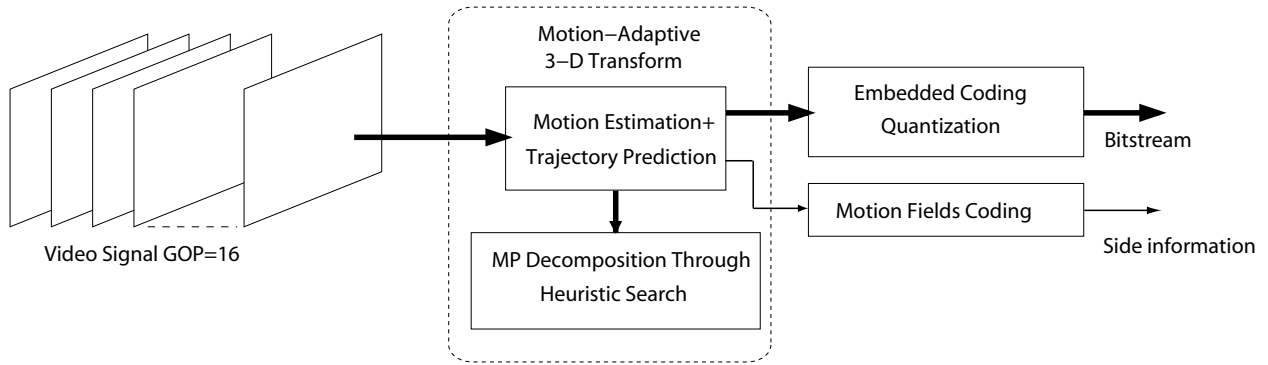 Motion−Adaptive
3−D Transform
Motion Estimation+
Trajectory Prediction
Embedded Coding
Quantization
Bitstream
Motion Fields Coding
Side information
MP Decomposition Through
Heuristic Search
Video Signal GOP=16